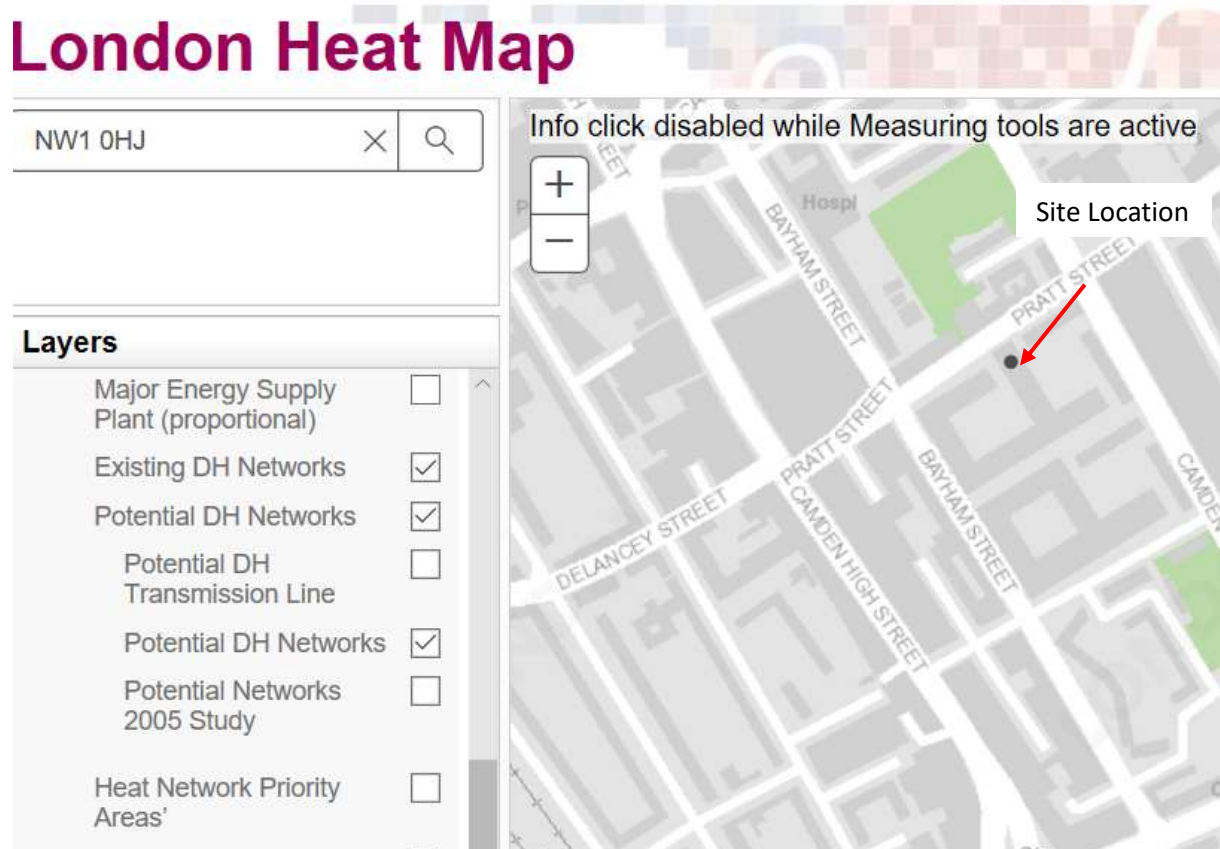 London Heat Map
NW1 0HJ
Info click disabled while Measuring tools are active
+
−
Layers
Major Energy Supply
Plant (proportional)
Existing DH Networks
Potential DH Networks
Potential DH
Transmission Line
Potential DH Networks
Potential Networks
2005 Study
Heat Network Priority
Areas'
Site Location
Hospl
STREET
BAYHAM STREET
PRATT STREET
PRATT STREET
BAYHAM STREET
CAMDEN
DELANCEY STREET
CAMDEN HIGH STREET